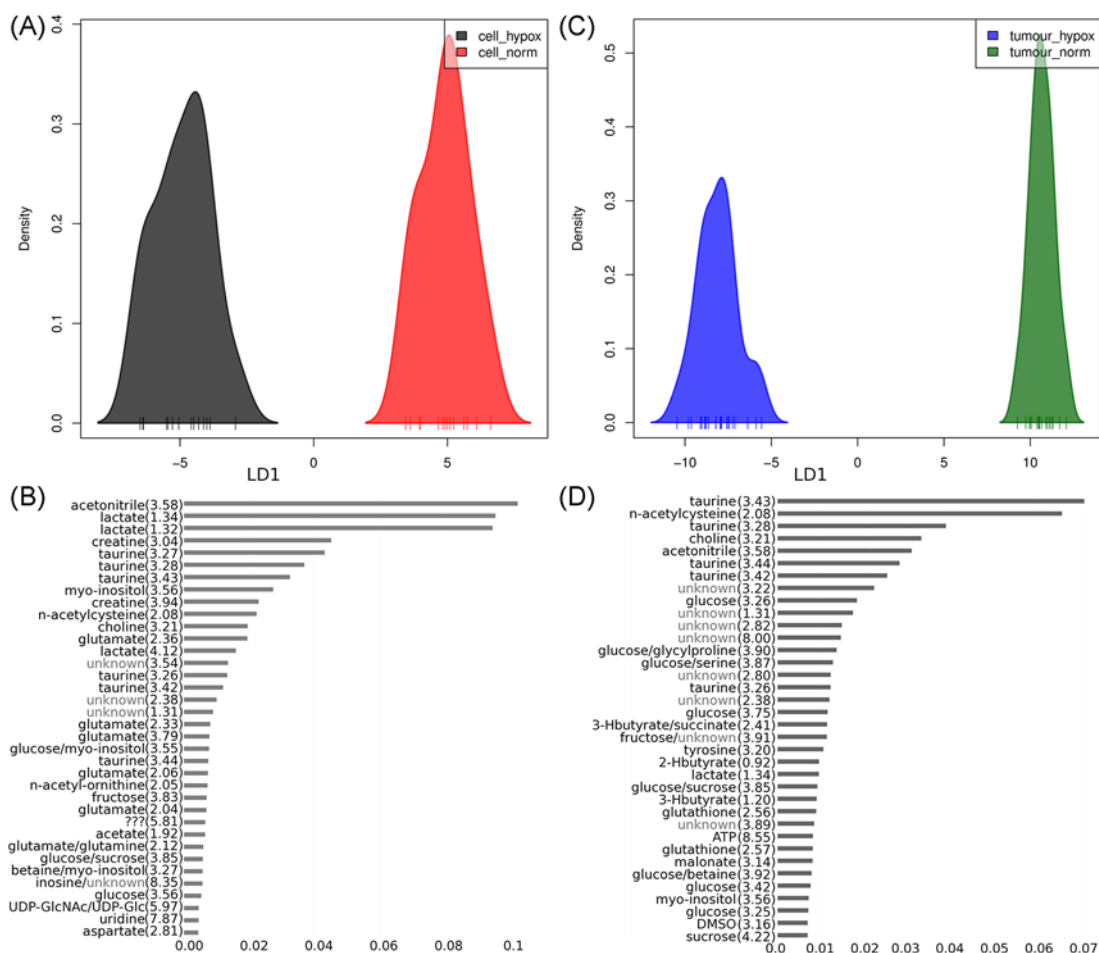 (A)
cell_hypox
cell_norm
Density
0.4
0.3
0.2
0.1
0.0
−5
0
5
LD1
(C)
tumour_hypox
tumour_norm
Density
0.5
0.4
0.3
0.2
0.1
0.0
−10
−5
0
5
10
LD1
(B)
acetonitrile(3.58)
lactate(1.34)
lactate(1.32)
creatine(3.04)
taurine(3.27)
taurine(3.28)
taurine(3.43)
myo-inositol(3.56)
creatine(3.94)
n-acetylcysteine(2.08)
choline(3.21)
glutamate(2.36)
lactate(4.12)
unknown(3.54)
taurine(3.26)
taurine(3.42)
unknown(2.38)
unknown(1.31)
glutamate(2.33)
glutamate(3.79)
glucose/myo-inositol(3.55)
taurine(3.44)
glutamate(2.06)
n-acetyl-ornithine(2.05)
fructose(3.83)
glutamate(2.04)
???(5.81)
acetate(1.92)
glutamate/glutamine(2.12)
glucose/sucrose(3.85)
betaine/myo-inositol(3.27)
inosine/unknown(8.35)
glucose(3.56)
UDP-GlcNAc/UDP-Glc(5.97)
uridine(7.87)
aspartate(2.81)
0.00
0.02
0.04
0.06
0.08
0.1
(D)
taurine(3.43)
n-acetylcysteine(2.08)
taurine(3.28)
choline(3.21)
acetonitrile(3.58)
taurine(3.44)
taurine(3.42)
unknown(3.22)
glucose(3.26)
unknown(1.31)
unknown(2.82)
unknown(8.00)
glucose/glycylproline(3.90)
glucose/serine(3.87)
unknown(2.80)
taurine(3.26)
unknown(2.38)
glucose(3.75)
3-Hbutyrate/succinate(2.41)
fructose/unknown(3.91)
tyrosine(3.20)
2-Hbutyrate(0.92)
lactate(1.34)
glucose/sucrose(3.85)
3-Hbutyrate(1.20)
glutathione(2.56)
unknown(3.89)
ATP(8.55)
glutathione(2.57)
malonate(3.14)
glucose/betaine(3.92)
glucose(3.42)
myo-inositol(3.56)
glucose(3.25)
DMSO(3.16)
sucrose(4.22)
0.00
0.01
0.02
0.03
0.04
0.05
0.06
0.07